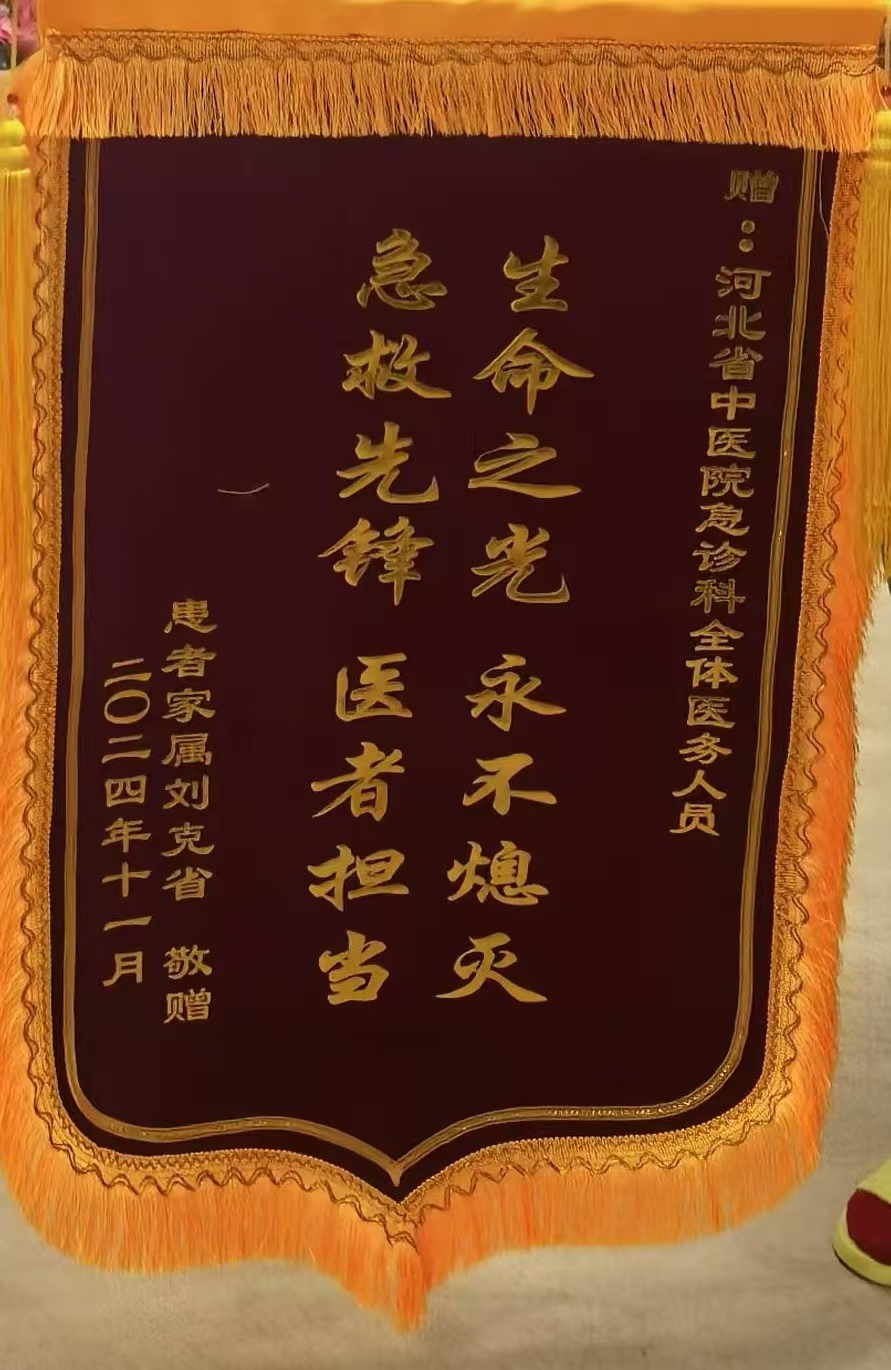 赠：河北省中医院急诊科全体医务人员
生命之光 永不熄灭
急救先锋 医者担当
患者家属刘克省 敬赠
二〇二四年十一月